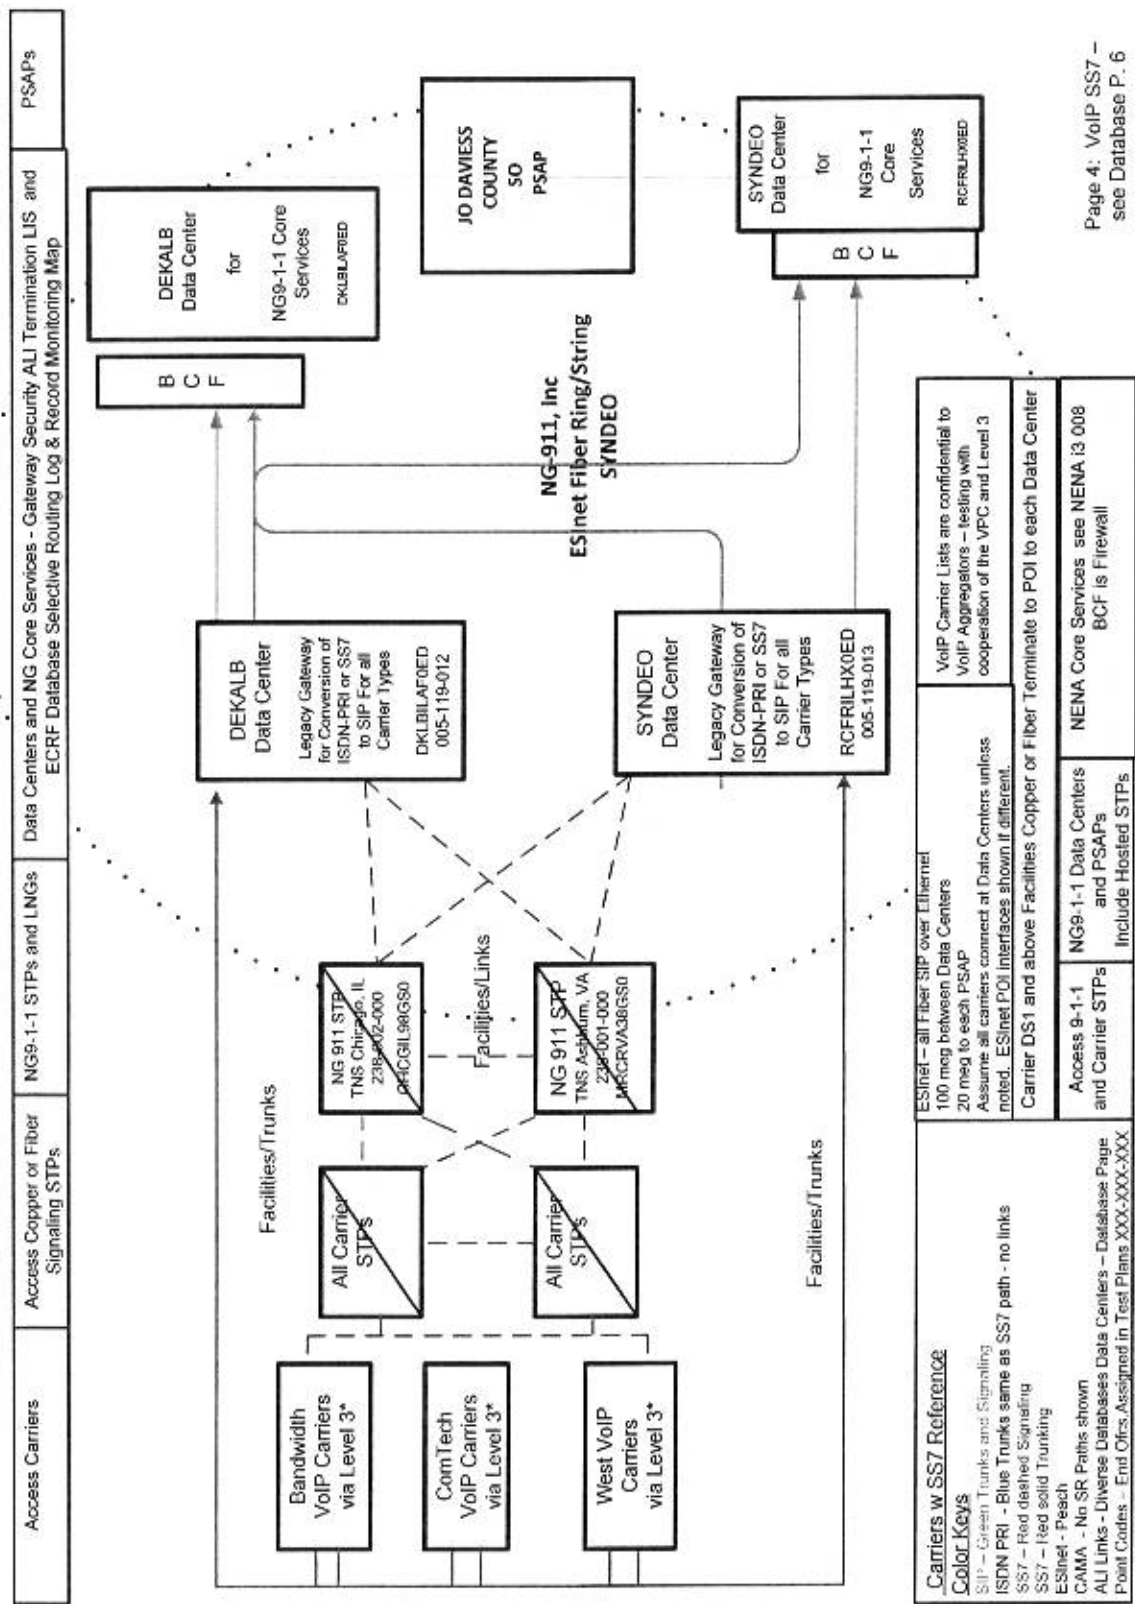 Access Carriers
Access Copper or Fiber
Signaling STPs
NG9-1-1 STPs and LNGs
Data Centers and NG Core Services - Gateway Security ALI Termination LIS and
ECRF Database Selective Routing Log & Record Monitoring Map
PSAPs
Bandwidth
VoIP Carriers
via Level 3*
ComTech
VoIP Carriers
via Level 3*
West VoIP
Carriers
via Level 3*
Facilities/Trunks
All Carrier
STPs
All Carrier
STPs
NG 911 STP
TNS Chicago, IL
238-002-000
CHCGIL98GS0
Facilities/Links
NG 911 STP
TNS Ashburn, VA
239-001-000
MRCRVA38GS0
Facilities/Trunks
DEKALB
Data Center
Legacy Gateway
for Conversion of
ISDN-PRI or SS7
to SIP For all
Carrier Types
DKLBILAF0ED
005-119-012
SYNDEO
Data Center
Legacy Gateway
for Conversion of
ISDN-PRI or SS7
to SIP For all
Carrier Types
RCFRILHX0ED
005-119-013
NG-911, Inc
ESInet Fiber Ring/String
SYNDEO
B
C
F
DEKALB
Data Center
for
NG9-1-1 Core
Services
DKLBILAF0ED
JO DAVIESS
COUNTY
SO
PSAP
B
C
F
SYNDEO
Data Center
for
NG9-1-1
Core
Services
RCFRILHX0ED
Carriers w SS7 Reference
Color Keys
SIP – Green Trunks and Signaling
ISDN PRI - Blue Trunks same as SS7 path - no links
SS7 – Red dashed Signaling
SS7 – Red solid Trunking
ESInet - Peach
CAMA - No SR Paths shown
ALI Links - Diverse Databases Data Centers – Database Page
Point Codes – End Ofcs Assigned in Test Plans XXX-XXX-XXX
ESInet – all Fiber SIP over Ethernet
100 meg between Data Centers
20 meg to each PSAP
Assume all carriers connect at Data Centers unless
noted. ESInet POI interfaces shown if different.
VoIP Carrier Lists are confidential to
VoIP Aggregators – testing with
cooperation of the VPC and Level 3
Carrier DS1 and above Facilities Copper or Fiber Terminate to POI to each Data Center
Access 9-1-1
and Carrier STPs
NG9-1-1 Data Centers
and PSAPs
Include Hosted STPs
NENA Core Services see NENA i3 008
BCF is Firewall
Page 4: VoIP SS7 –
see Database P. 6